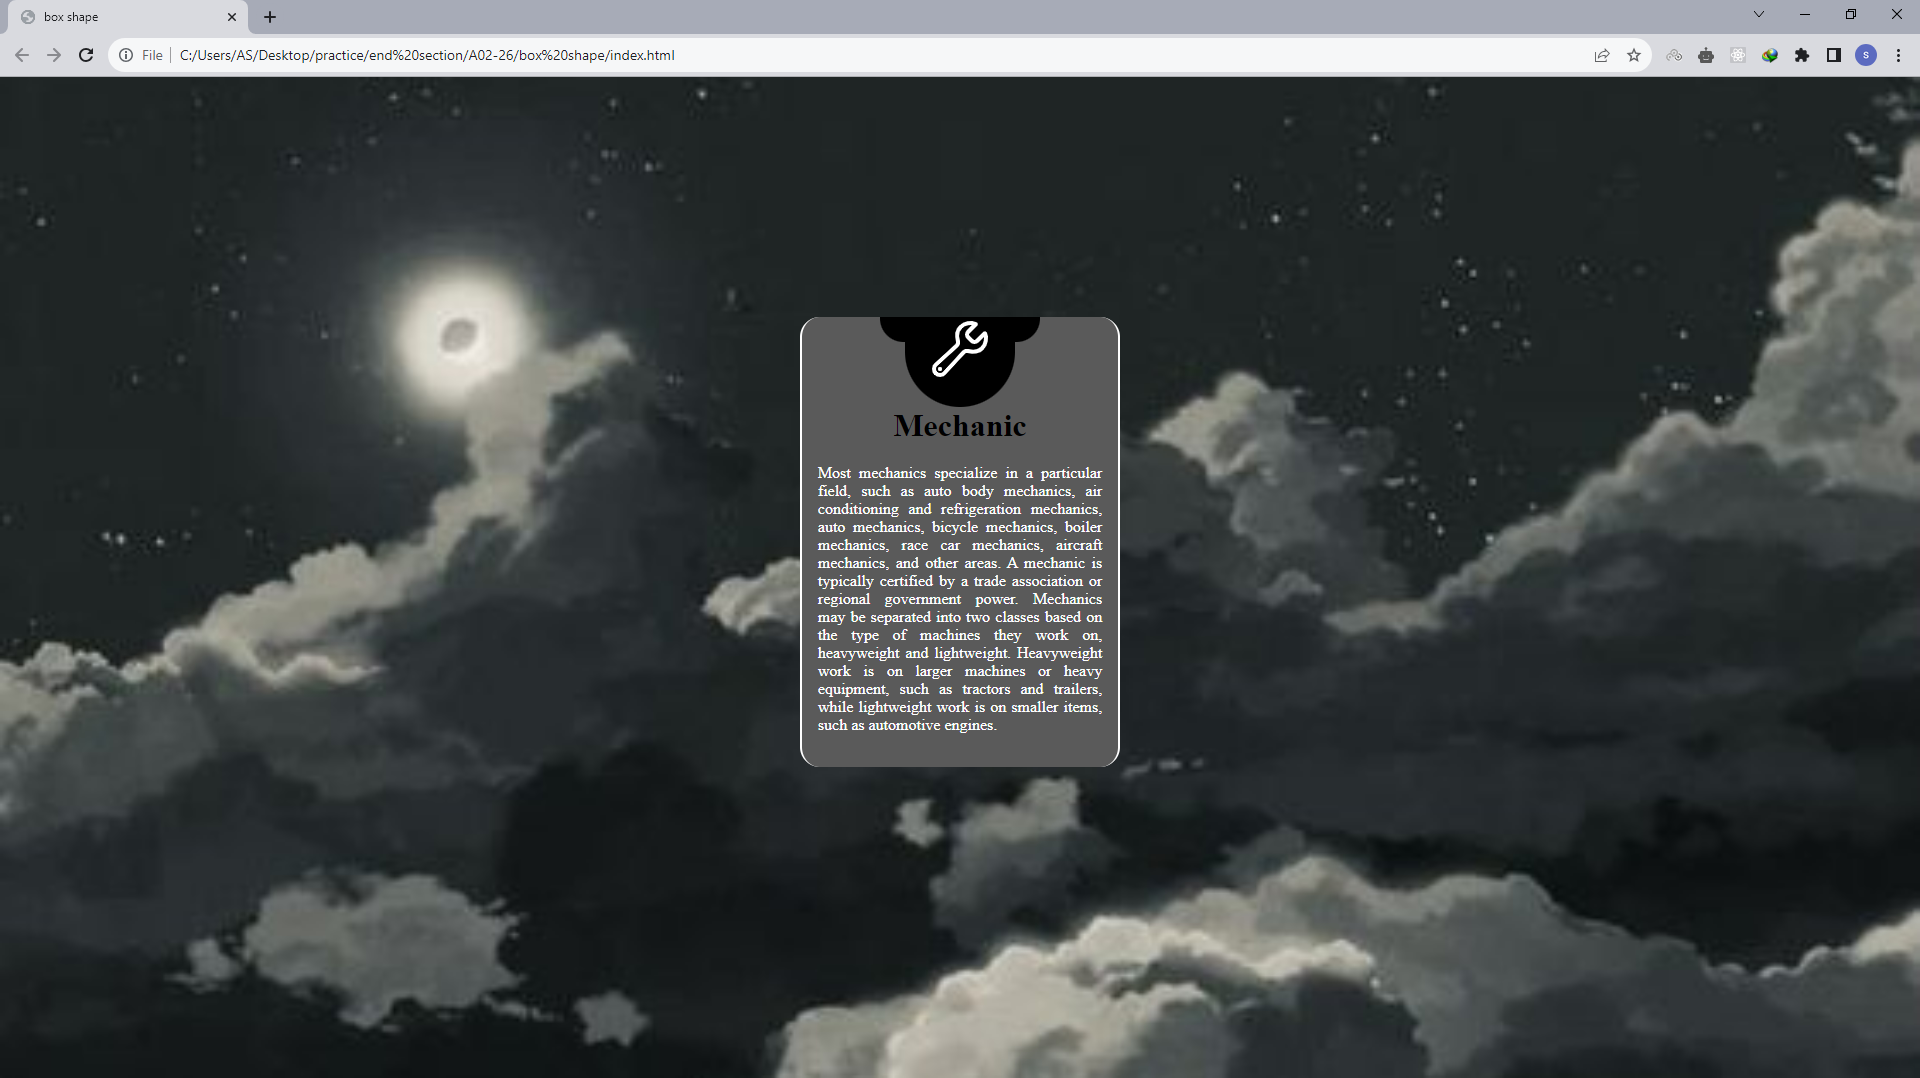 box shape
File
C:/Users/AS/Desktop/practice/end%20section/A02-26/box%20shape/index.html
S
Mechanic
Most mechanics specialize in a particular
field, such as auto body mechanics, air
conditioning and refrigeration mechanics,
auto mechanics, bicycle mechanics, boiler
mechanics, race car mechanics, aircraft
mechanics, and other areas. A mechanic is
typically certified by a trade association or
regional government power. Mechanics
may be separated into two classes based on
the type of machines they work on,
heavyweight and lightweight. Heavyweight
work is on larger machines or heavy
equipment, such as tractors and trailers,
while lightweight work is on smaller items,
such as automotive engines.